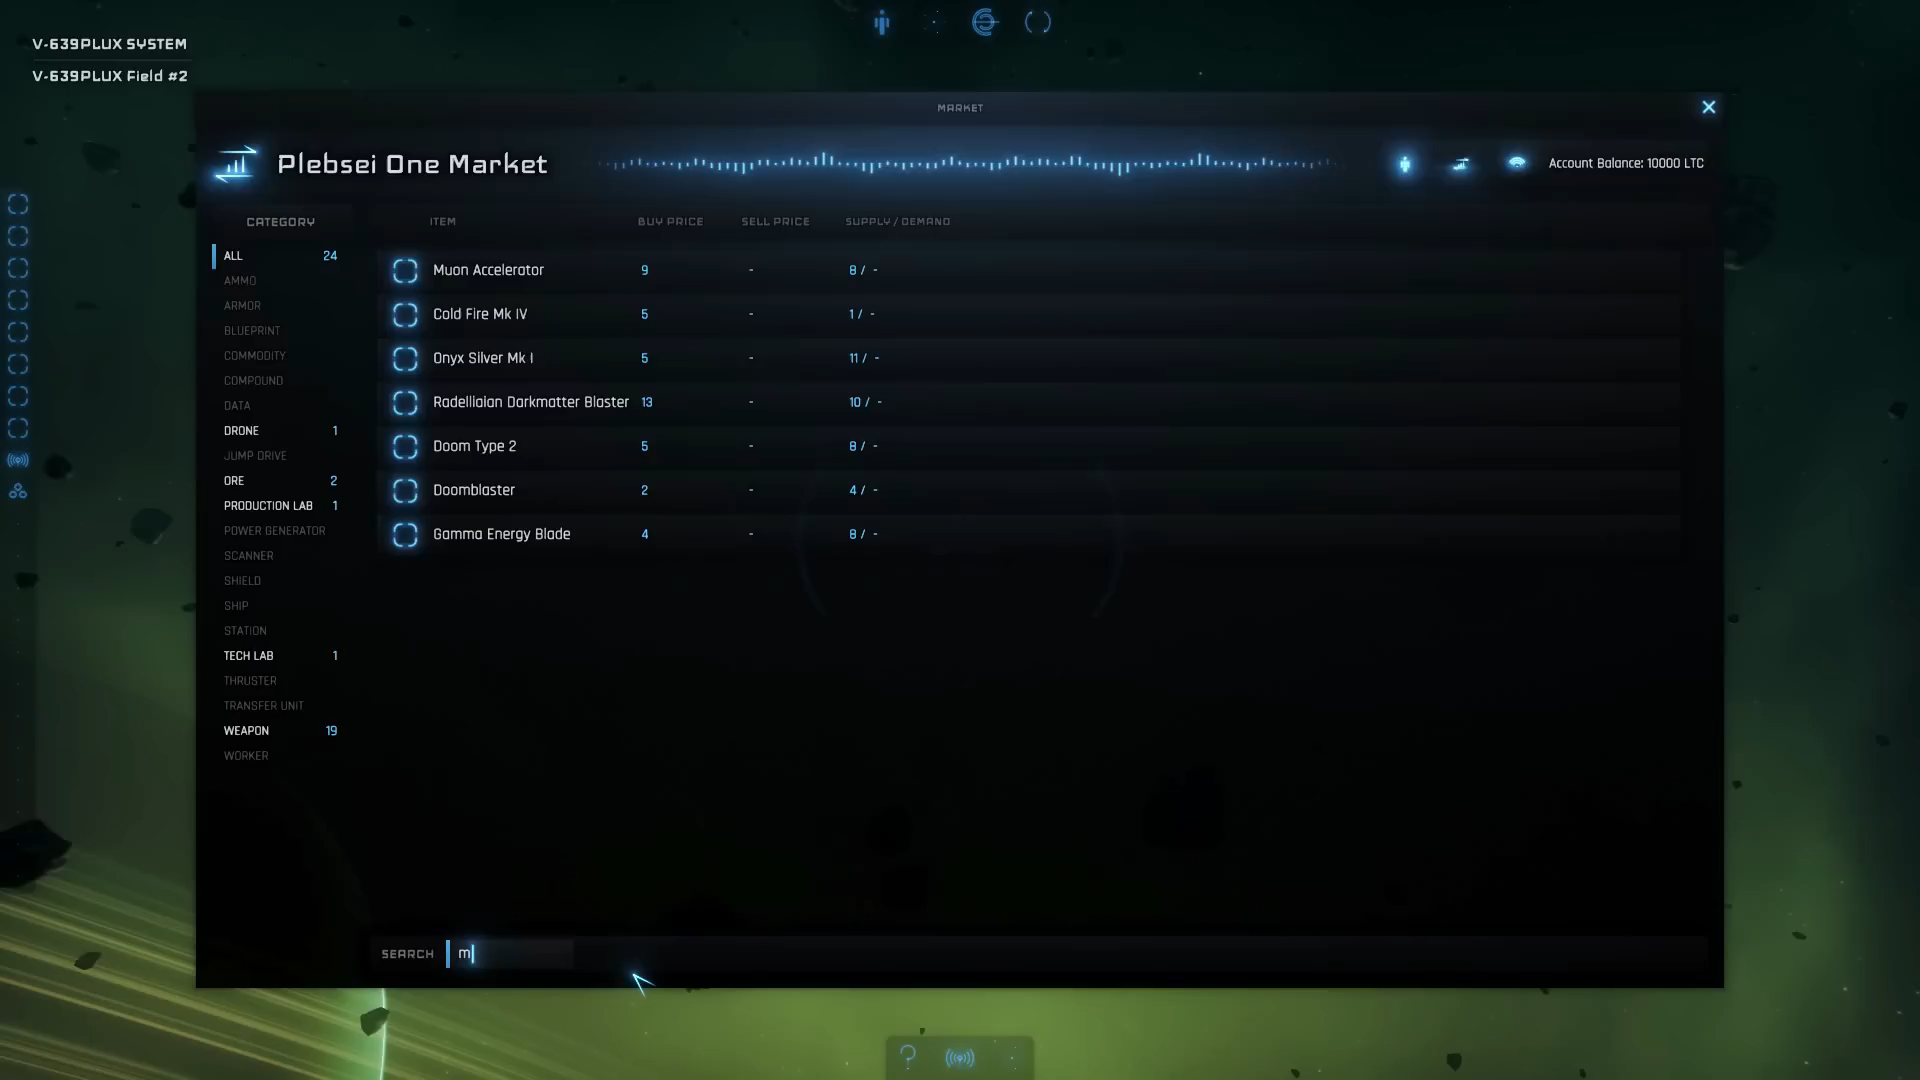 V-639PLUX SYSTEM
V-639PLUX Field #2
MARKET
Plebsei One Market
Account Balance: 10000 LTC
CATEGORY
ITEM BUY PRICE SELL PRICE SUPPLY / DEMAND
ALL 24
AMMO
ARMOR
BLUEPRINT
COMMODITY
COMPOUND
DATA
DRONE 1
JUMP DRIVE
ORE 2
PRODUCTION LAB 1
POWER GENERATOR
SCANNER
SHIELD
SHIP
STATION
TECH LAB 1
THRUSTER
TRANSFER UNIT
WEAPON 19
WORKER
Muon Accelerator 9 - 8 / -
Cold Fire Mk IV 5 - 1 / -
Onyx Silver Mk I 5 - 11 / -
Radelliaian Darkmatter Blaster 13 - 10 / -
Doom Type 2 5 - 8 / -
Doomblaster 2 - 4 / -
Gamma Energy Blade 4 - 8 / -
SEARCH m
?